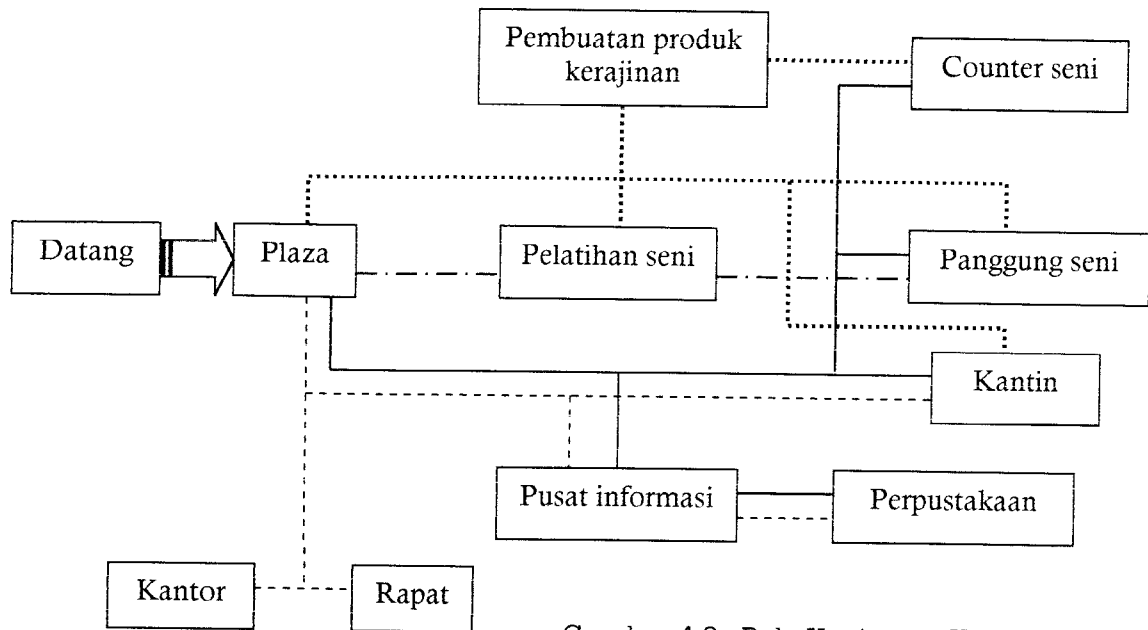 Pembuatan produk
kerajinan
Counter seni
Datang
Plaza
Pelatihan seni
Panggung seni
Kantin
Pusat informasi
Perpustakaan
Kantor
Rapat